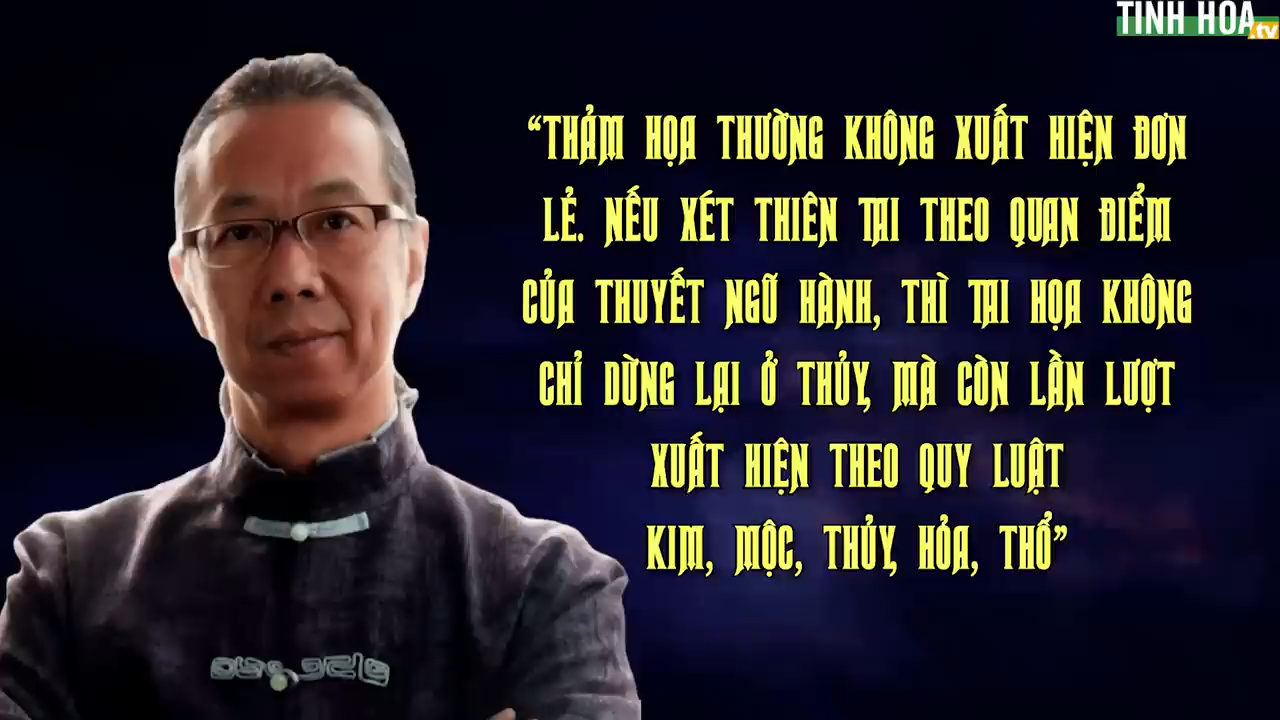 TINH HOA
.tv
“THẢM HỌA THƯỜNG KHÔNG XUẤT HIỆN ĐƠN
LẺ. NẾU XÉT THIÊN TAI THEO QUAN ĐIỂM
CỦA THUYẾT NGŨ HÀNH, THÌ TAI HỌA KHÔNG
CHỈ DỪNG LẠI Ở THỦY, MÀ CÒN LẦN LƯỢT
XUẤT HIỆN THEO QUY LUẬT
KIM, MỘC, THỦY, HỎA, THỔ”